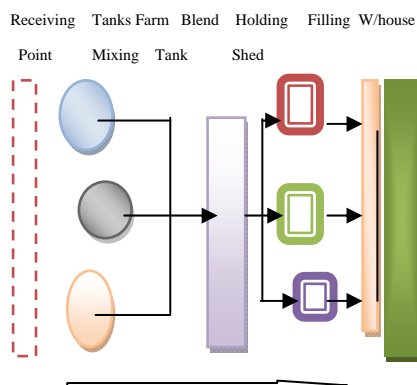 Receiving Tanks Farm Blend Holding Filling W/house
Point Mixing Tank Shed